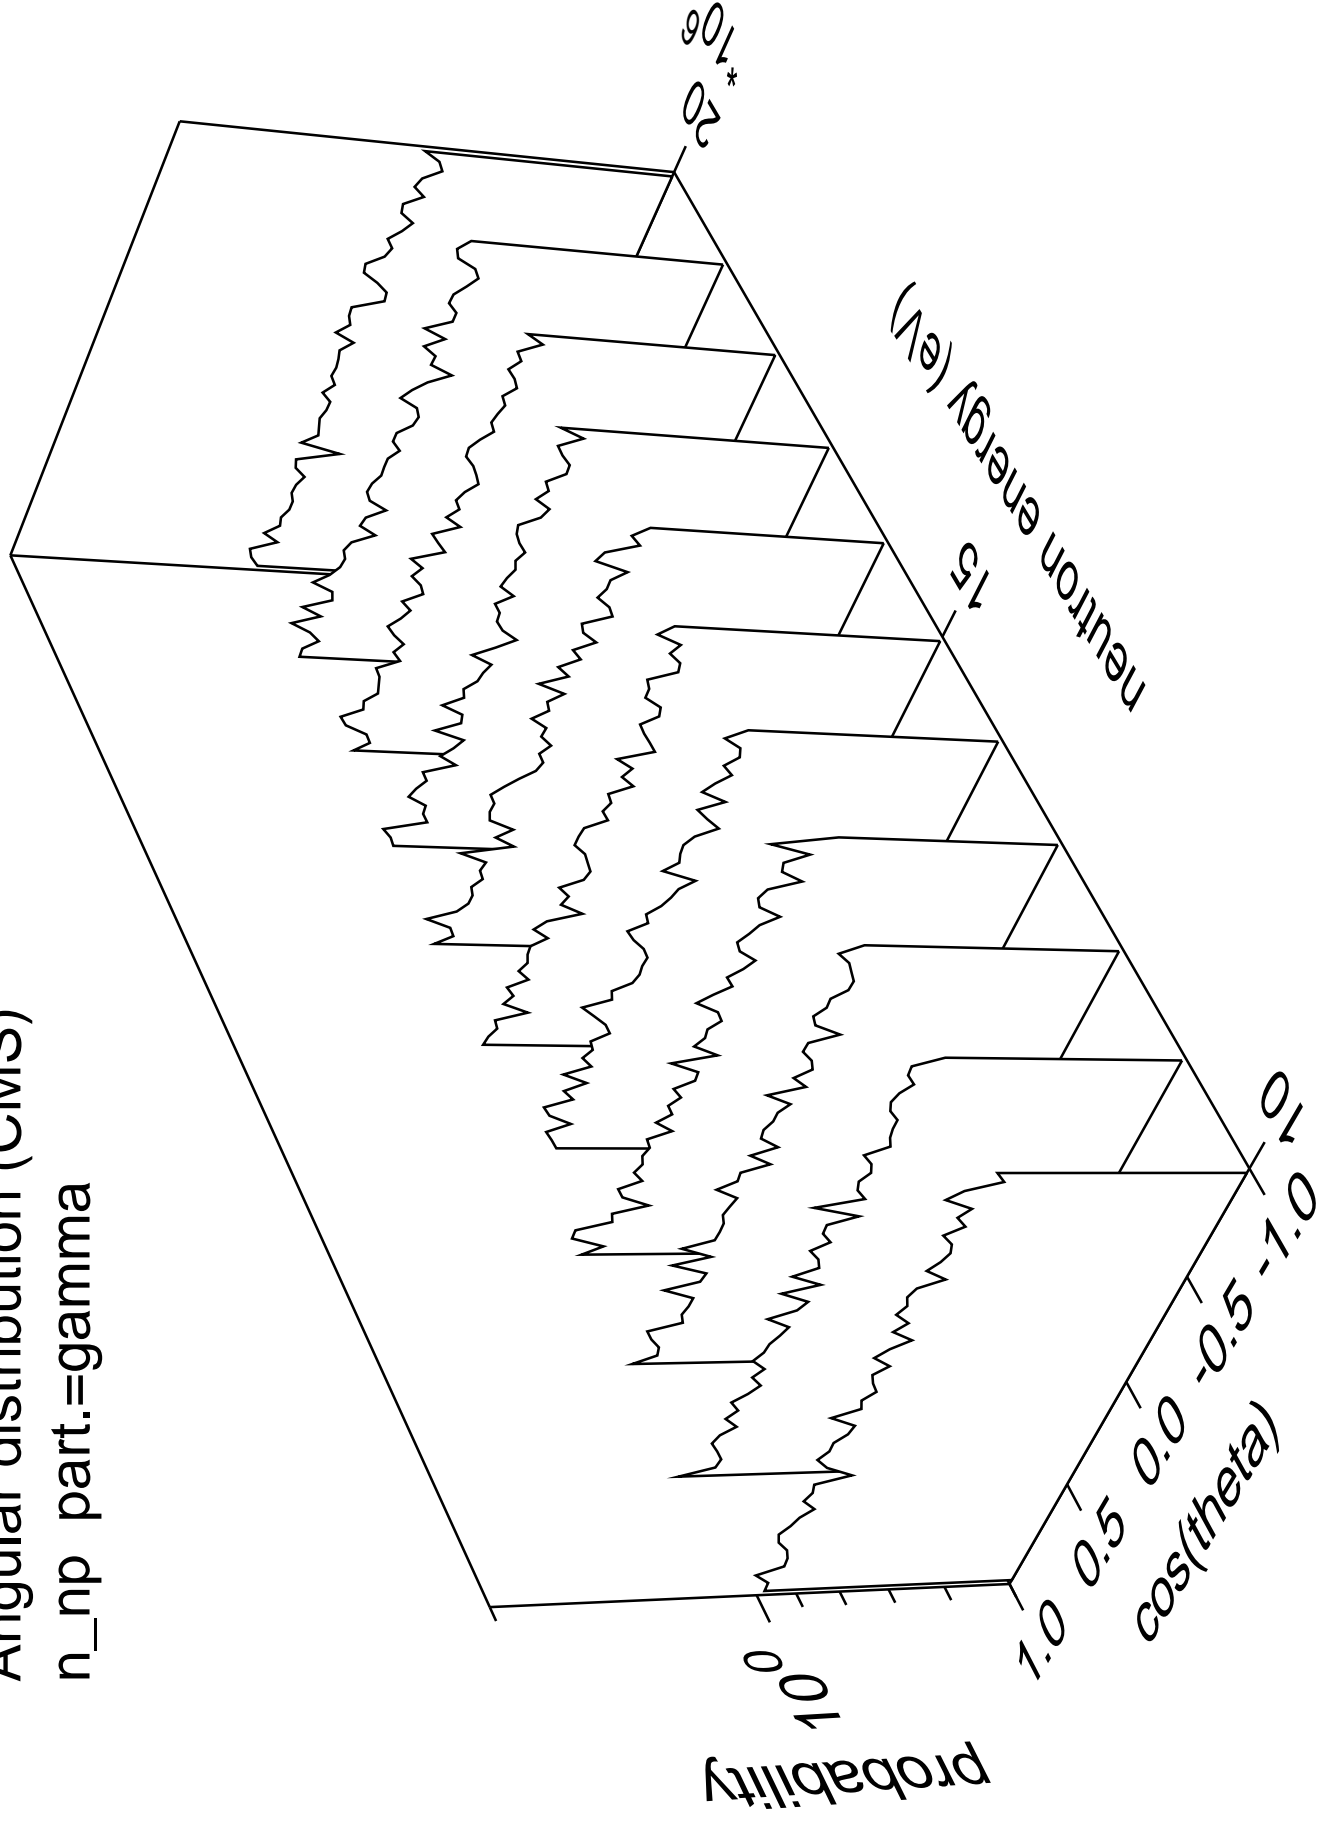 Angular distribution (CMS)
n_np part.=gamma
probability
10 0
1.0 0.5 0.0 -0.5 -1.0
cos(theta)
10 15 20 * 10 6
neutron energy (eV)